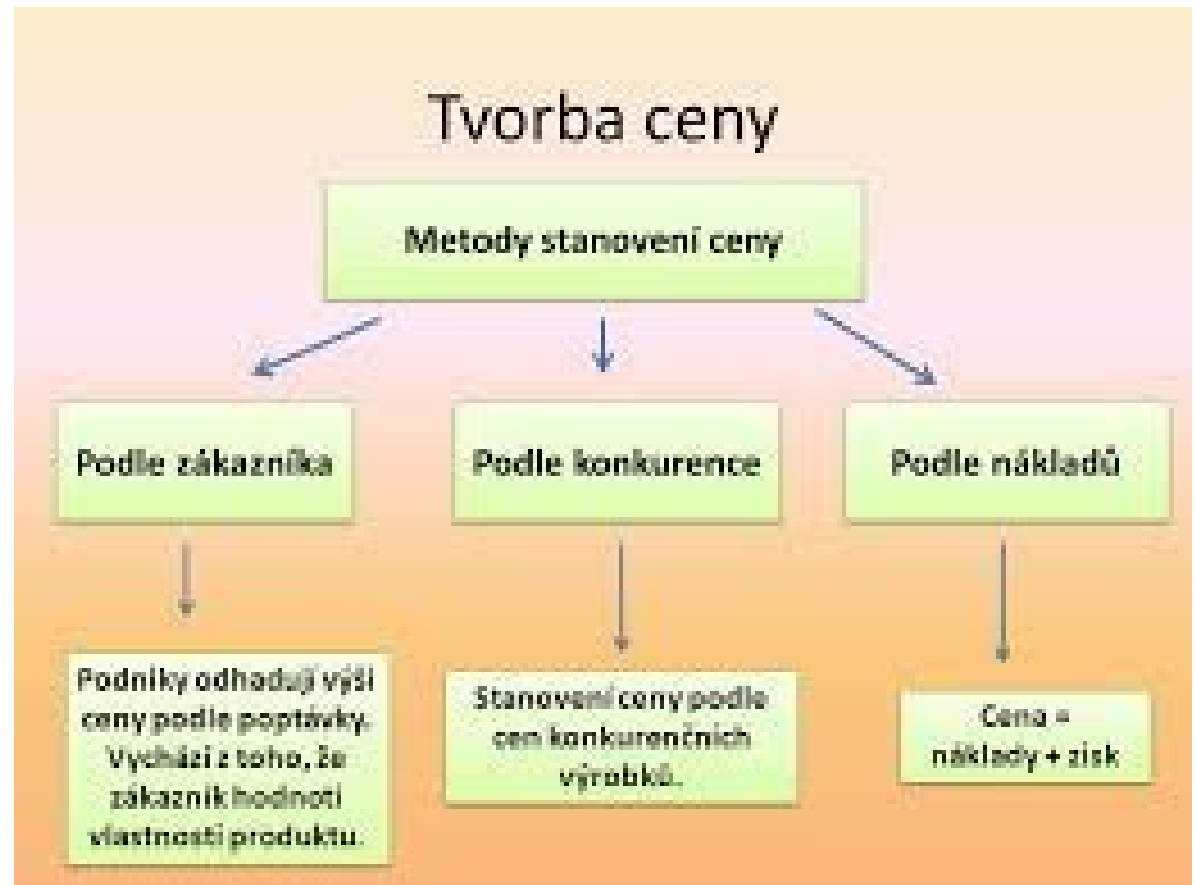 Tvorba ceny
Metody stanovení ceny
Podle zákazníka
Podle konkurence
Podle nákladů
Podniky odhadují výši
ceny podle poptávky.
Vychází z toho, že
zákazník hodnotí
vlastnosti produktu.
Stanovení ceny podle
cen konkurenčních
výrobků.
Cena =
náklady + zisk